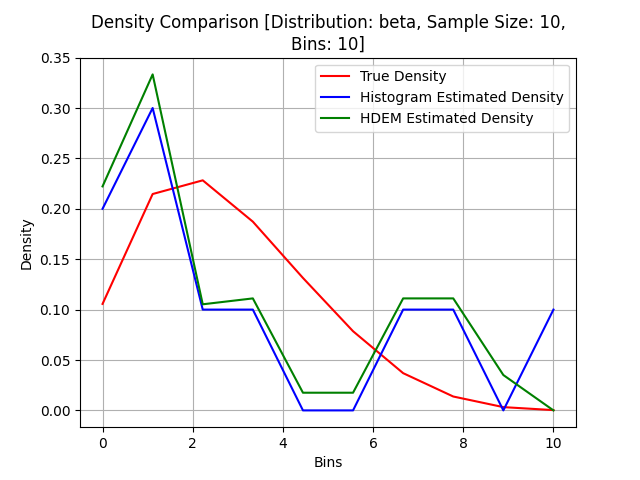 Density Comparison [Distribution: beta, Sample Size: 10,
Bins: 10]
True Density
Histogram Estimated Density
HDEM Estimated Density
Density
0.35
0.30
0.25
0.20
0.15
0.10
0.05
0.00
0 2 4 6 8 10
Bins